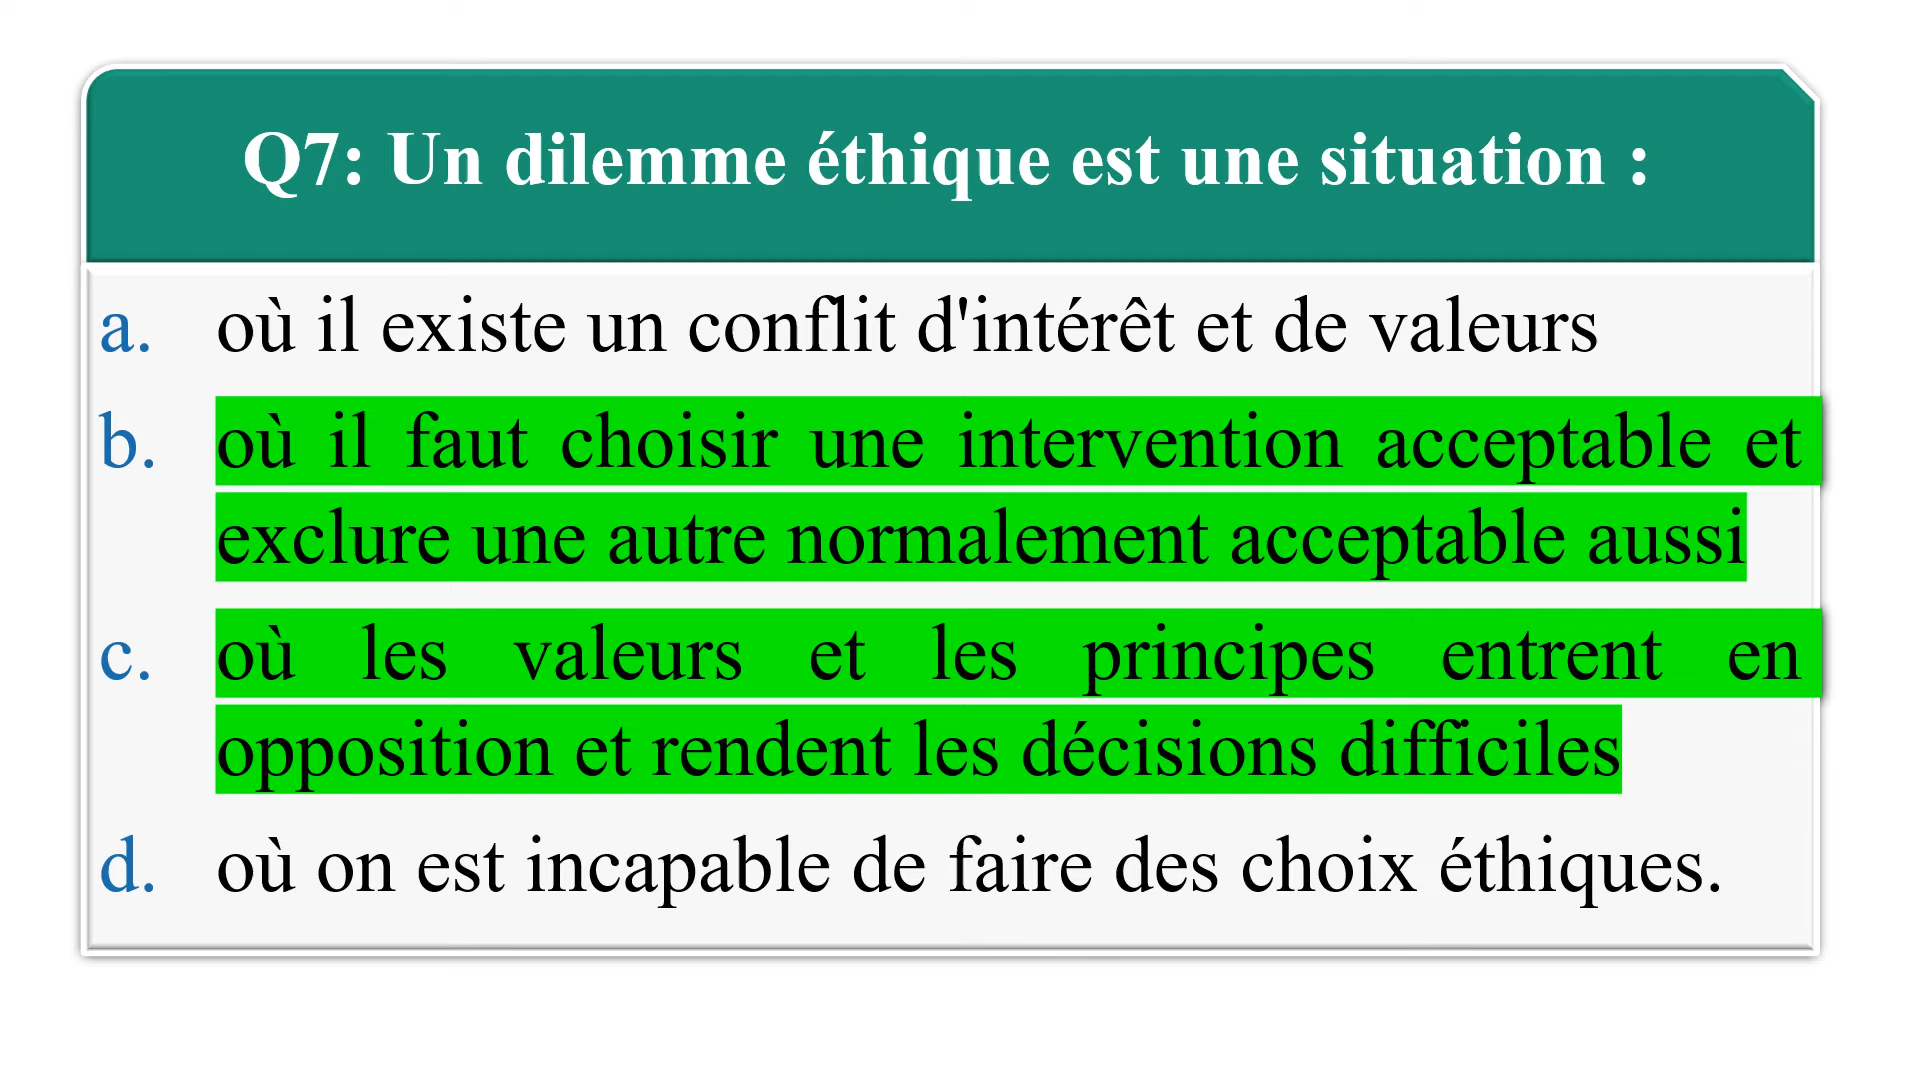 Q7: Un dilemme éthique est une situation :
a. où il existe un conflit d'intérêt et de valeurs
b. où il faut choisir une intervention acceptable et
exclure une autre normalement acceptable aussi
c. où les valeurs et les principes entrent en
opposition et rendent les décisions difficiles
d. où on est incapable de faire des choix éthiques.